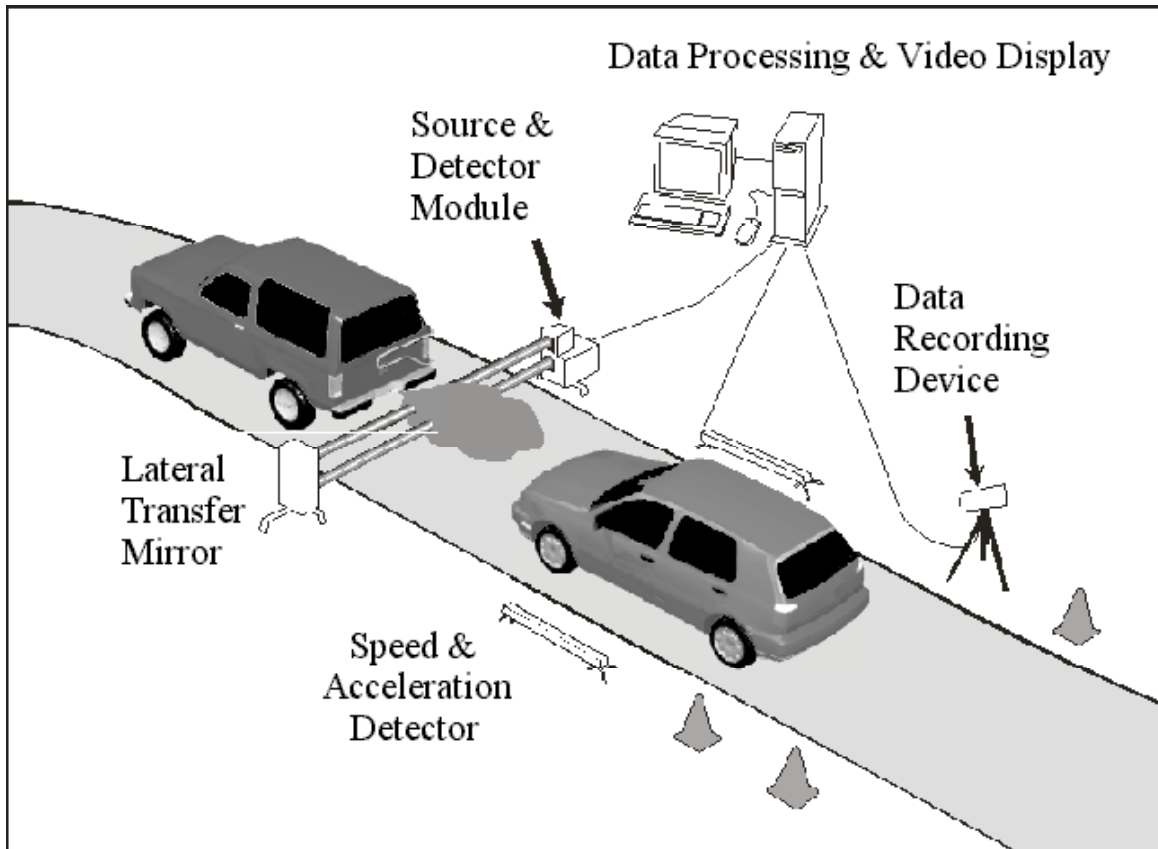 Data Processing & Video Display
Source &
Detector
Module
Data
Recording
Device
Lateral
Transfer
Mirror
Speed &
Acceleration
Detector